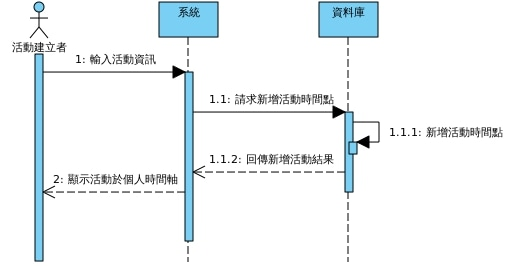 系統
資料庫
活動建立者
1: 輸入活動資訊
1.1: 請求新增活動時間點
1.1.1: 新增活動時間點
1.1.2: 回傳新增活動結果
2: 顯示活動於個人時間軸